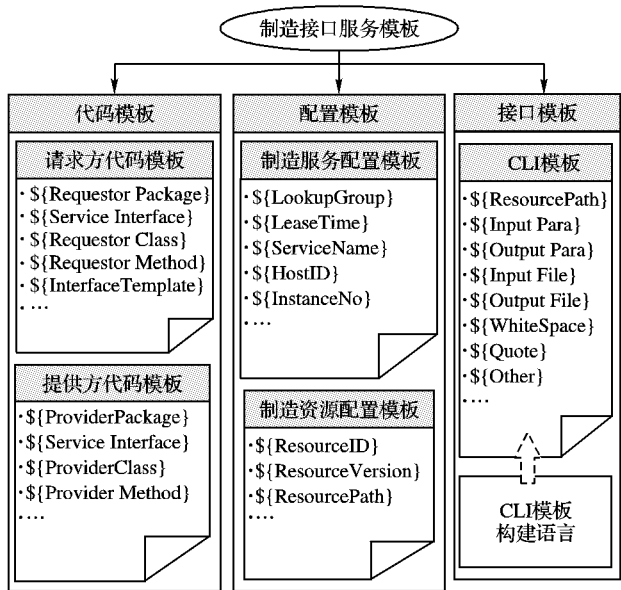 制造接口服务模板
代码模板
请求方代码模板
·${Requestor Package}
·${Service Interface}
·${Requestor Class}
·${Requestor Method}
·${InterfaceTemplate}
....
提供方代码模板
·${ProviderPackage}
·${Service Interface}
·${ProviderClass}
·${Provider Method}
....
配置模板
制造服务配置模板
·${LookupGroup}
·${LeaseTime}
·${ServiceName}
·${HostID}
·${InstanceNo}
....
制造资源配置模板
·${ResourceID}
·${ResourceVersion}
·${ResourcePath}
....
接口模板
CLI模板
·${ResourcePath}
·${Input Para}
·${Output Para}
·${Input File}
·${Output File}
·${WhiteSpace}
·${Quote}
·${Other}
....
CLI模板
构建语言